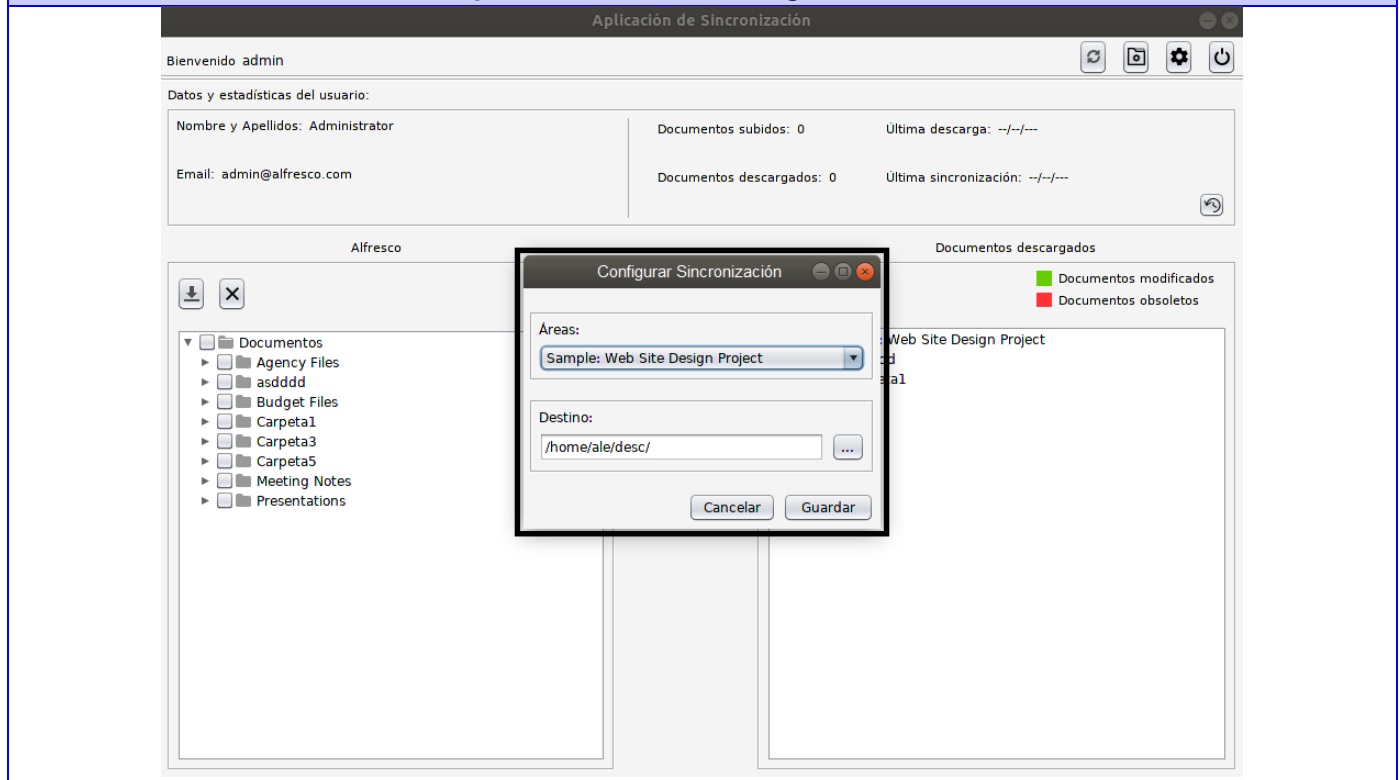 Aplicación de Sincronización
Bienvenido admin
Datos y estadísticas del usuario:
Nombre y Apellidos: Administrator
Email: admin@alfresco.com
Documentos subidos: 0
Última descarga: --/--/---
Documentos descargados: 0
Última sincronización: --/--/---
Alfresco
Documentos
Agency Files
asdddd
Budget Files
Carpeta1
Carpeta3
Carpeta5
Meeting Notes
Presentations
Configurar Sincronización
Áreas:
Sample: Web Site Design Project
Destino:
/home/ale/desc/
...
Cancelar
Guardar
Documentos descargados
Documentos modificados
Documentos obsoletos
: Web Site Design Project